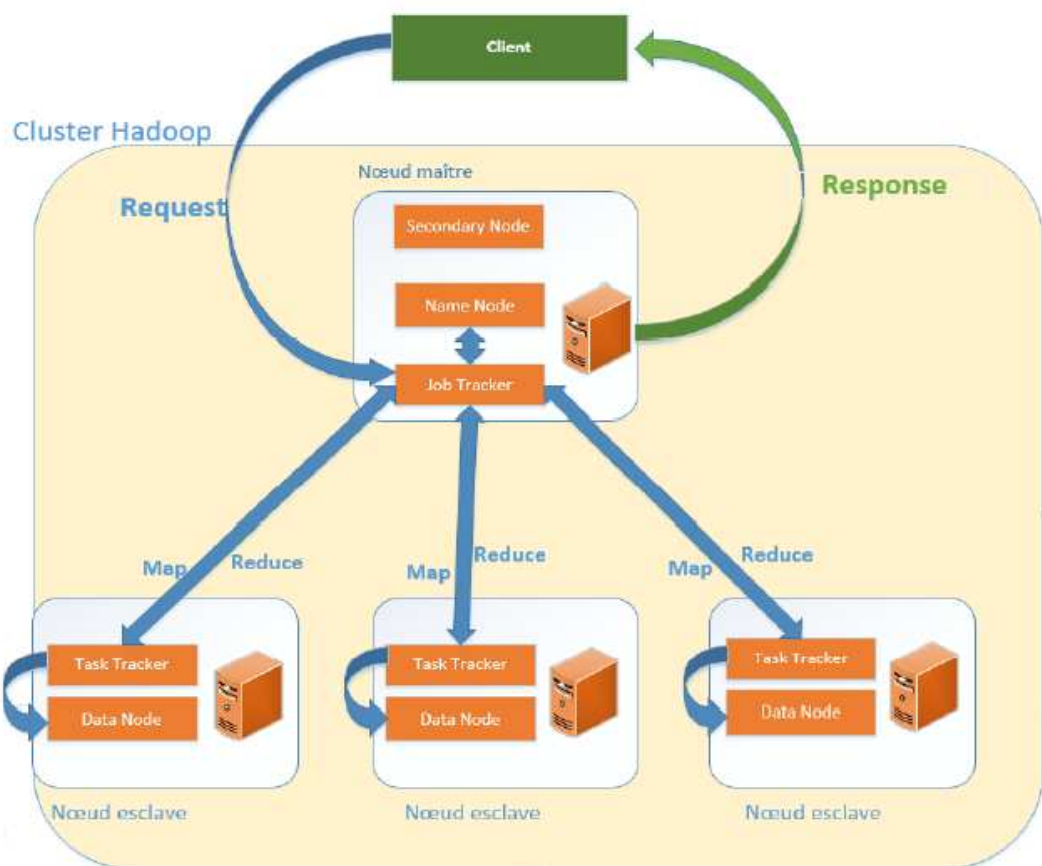 Client
Cluster Hadoop
Nœud maître
Request
Response
Secondary Node
Name Node
Job Tracker
Map
Reduce
Map
Reduce
Map
Reduce
Task Tracker
Data Node
Task Tracker
Data Node
Task Tracker
Data Node
Nœud esclave
Nœud esclave
Nœud esclave